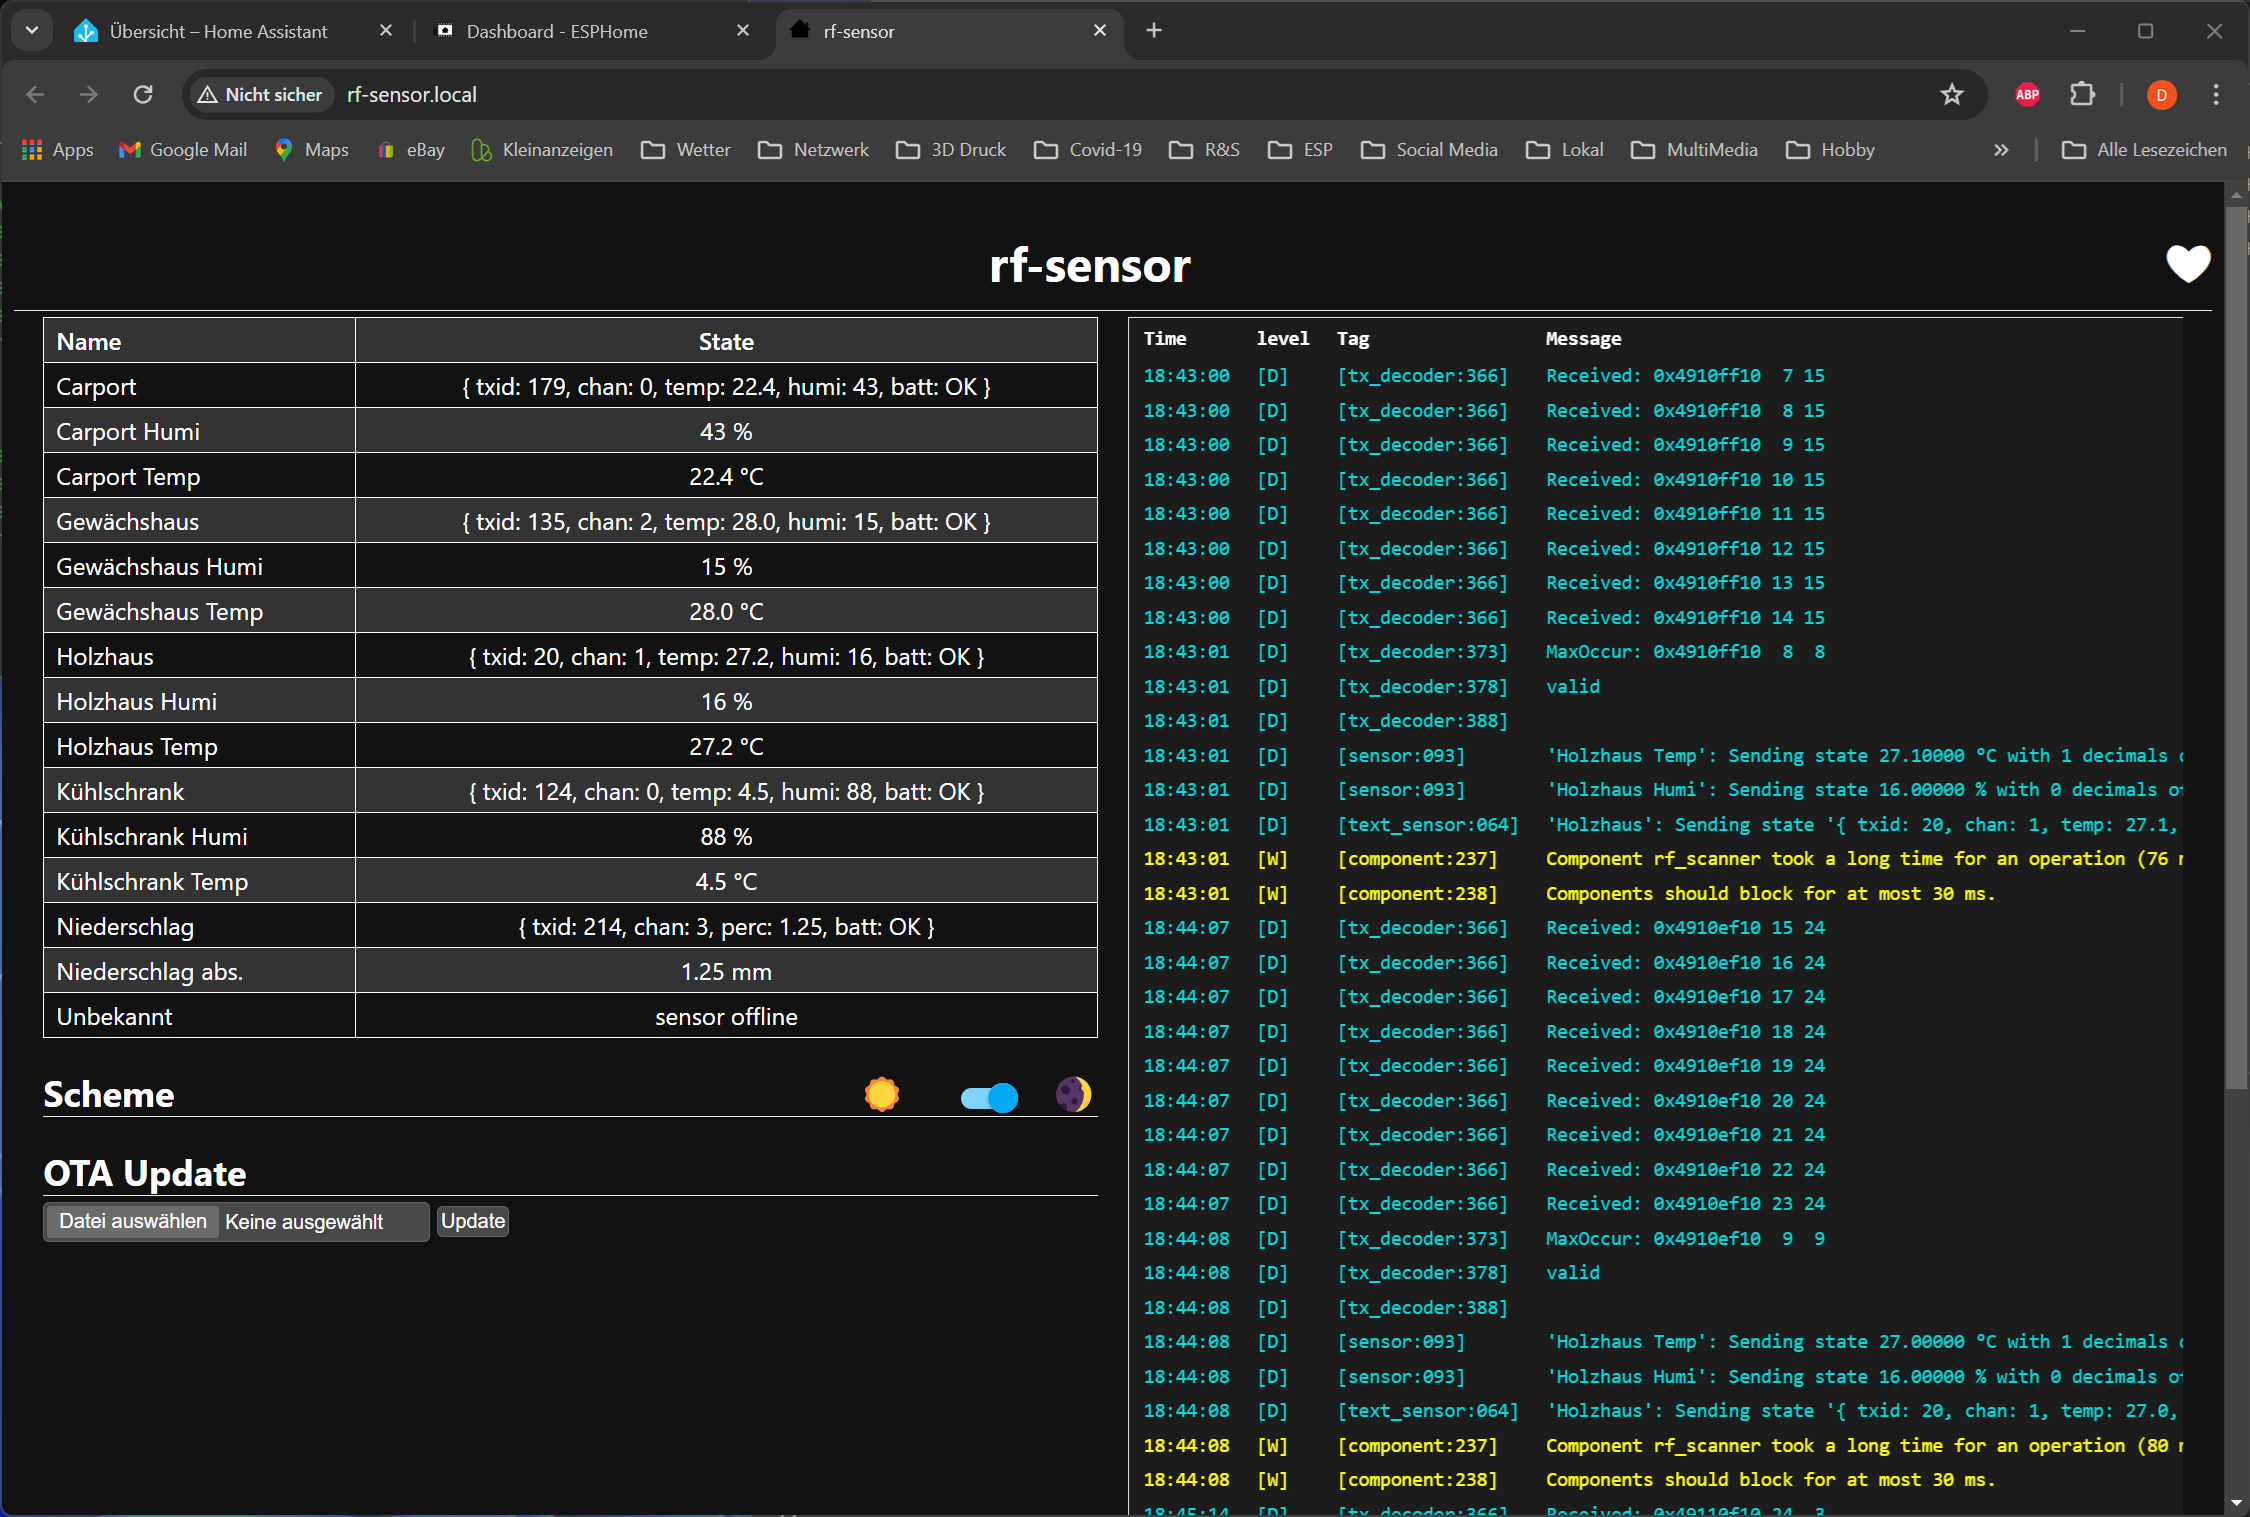 Übersicht – Home Assistant
Dashboard - ESPHome
rf-sensor
Nicht sicher
rf-sensor.local
ABP
D
Apps
Google Mail
Maps
eBay
Kleinanzeigen
Wetter
Netzwerk
3D Druck
Covid-19
R&S
ESP
Social Media
Lokal
MultiMedia
Hobby
Alle Lesezeichen
rf-sensor
Name State
Carport { txid: 179, chan: 0, temp: 22.4, humi: 43, batt: OK }
Carport Humi 43 %
Carport Temp 22.4 °C
Gewächshaus { txid: 135, chan: 2, temp: 28.0, humi: 15, batt: OK }
Gewächshaus Humi 15 %
Gewächshaus Temp 28.0 °C
Holzhaus { txid: 20, chan: 1, temp: 27.2, humi: 16, batt: OK }
Holzhaus Humi 16 %
Holzhaus Temp 27.2 °C
Kühlschrank { txid: 124, chan: 0, temp: 4.5, humi: 88, batt: OK }
Kühlschrank Humi 88 %
Kühlschrank Temp 4.5 °C
Niederschlag { txid: 214, chan: 3, perc: 1.25, batt: OK }
Niederschlag abs. 1.25 mm
Unbekannt sensor offline
Scheme
OTA Update
Datei auswählen Keine ausgewählt Update
Time level Tag Message
18:43:00 [D] [tx_decoder:366] Received: 0x4910ff10 7 15
18:43:00 [D] [tx_decoder:366] Received: 0x4910ff10 8 15
18:43:00 [D] [tx_decoder:366] Received: 0x4910ff10 9 15
18:43:00 [D] [tx_decoder:366] Received: 0x4910ff10 10 15
18:43:00 [D] [tx_decoder:366] Received: 0x4910ff10 11 15
18:43:00 [D] [tx_decoder:366] Received: 0x4910ff10 12 15
18:43:00 [D] [tx_decoder:366] Received: 0x4910ff10 13 15
18:43:00 [D] [tx_decoder:366] Received: 0x4910ff10 14 15
18:43:01 [D] [tx_decoder:373] MaxOccur: 0x4910ff10 8 8
18:43:01 [D] [tx_decoder:378] valid
18:43:01 [D] [tx_decoder:388]
18:43:01 [D] [sensor:093] 'Holzhaus Temp': Sending state 27.10000 °C with 1 decimals
18:43:01 [D] [sensor:093] 'Holzhaus Humi': Sending state 16.00000 % with 0 decimals
18:43:01 [D] [text_sensor:064] 'Holzhaus': Sending state '{ txid: 20, chan: 1, temp: 27.1,
18:43:01 [W] [component:237] Component rf_scanner took a long time for an operation (76
18:43:01 [W] [component:238] Components should block for at most 30 ms.
18:44:07 [D] [tx_decoder:366] Received: 0x4910ef10 15 24
18:44:07 [D] [tx_decoder:366] Received: 0x4910ef10 16 24
18:44:07 [D] [tx_decoder:366] Received: 0x4910ef10 17 24
18:44:07 [D] [tx_decoder:366] Received: 0x4910ef10 18 24
18:44:07 [D] [tx_decoder:366] Received: 0x4910ef10 19 24
18:44:07 [D] [tx_decoder:366] Received: 0x4910ef10 20 24
18:44:07 [D] [tx_decoder:366] Received: 0x4910ef10 21 24
18:44:07 [D] [tx_decoder:366] Received: 0x4910ef10 22 24
18:44:07 [D] [tx_decoder:366] Received: 0x4910ef10 23 24
18:44:08 [D] [tx_decoder:373] MaxOccur: 0x4910ef10 9 9
18:44:08 [D] [tx_decoder:378] valid
18:44:08 [D] [tx_decoder:388]
18:44:08 [D] [sensor:093] 'Holzhaus Temp': Sending state 27.00000 °C with 1 decimals
18:44:08 [D] [sensor:093] 'Holzhaus Humi': Sending state 16.00000 % with 0 decimals
18:44:08 [D] [text_sensor:064] 'Holzhaus': Sending state '{ txid: 20, chan: 1, temp: 27.0,
18:44:08 [W] [component:237] Component rf_scanner took a long time for an operation (80
18:44:08 [W] [component:238] Components should block for at most 30 ms.
18:45:14 [D] [tx_decoder:366] Received: 0x49110f10 24 3